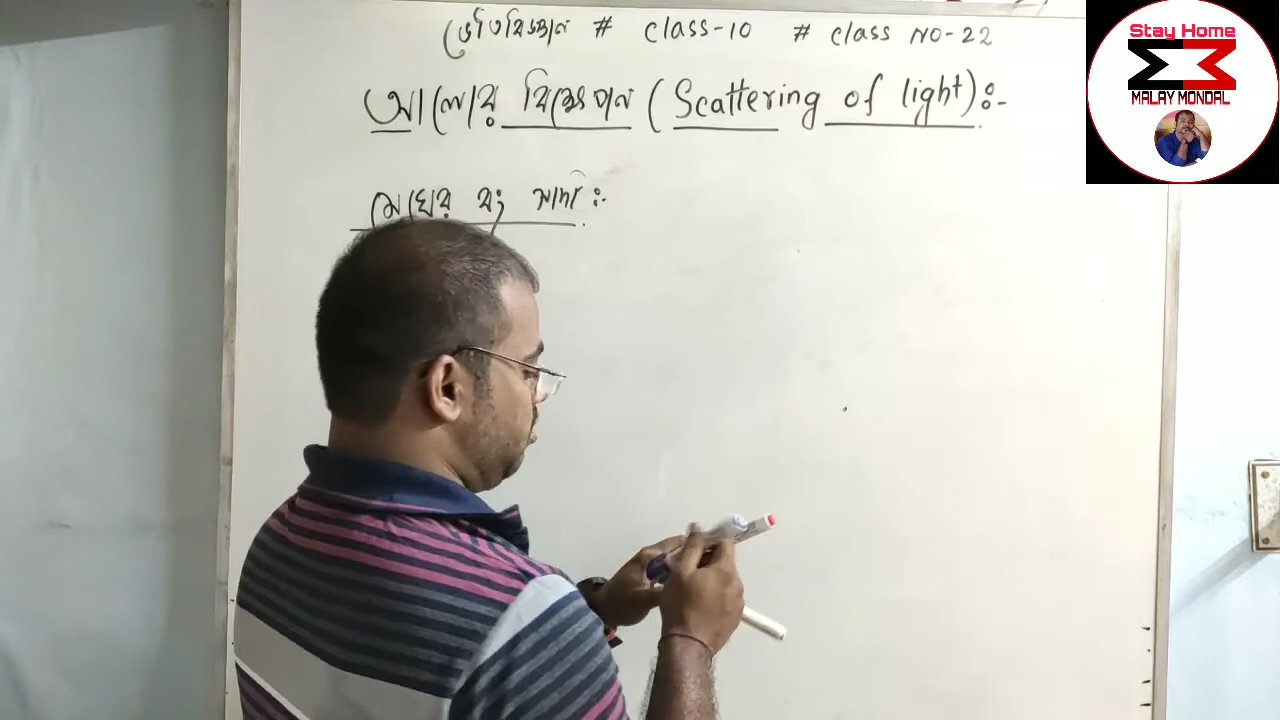 ভৌতবিজ্ঞান # class-10 # class NO-22
আলোর বিক্ষেপণ (Scattering of light):-
মেঘের রং সাদা :-
Stay Home
MALAY MONDAL